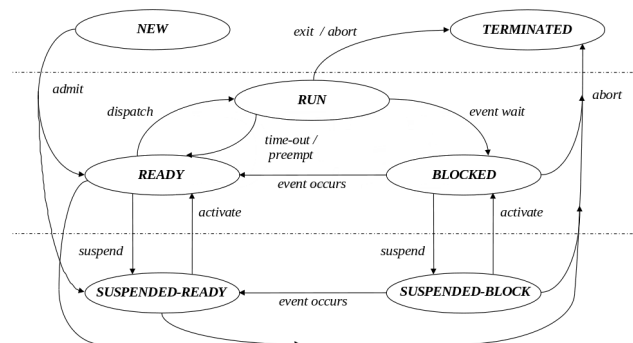 NEW
TERMINATED
exit / abort
admit
RUN
abort
dispatch
event wait
time-out /
preempt
READY
BLOCKED
event occurs
activate
activate
suspend
suspend
SUSPENDED-READY
SUSPENDED-BLOCK
event occurs